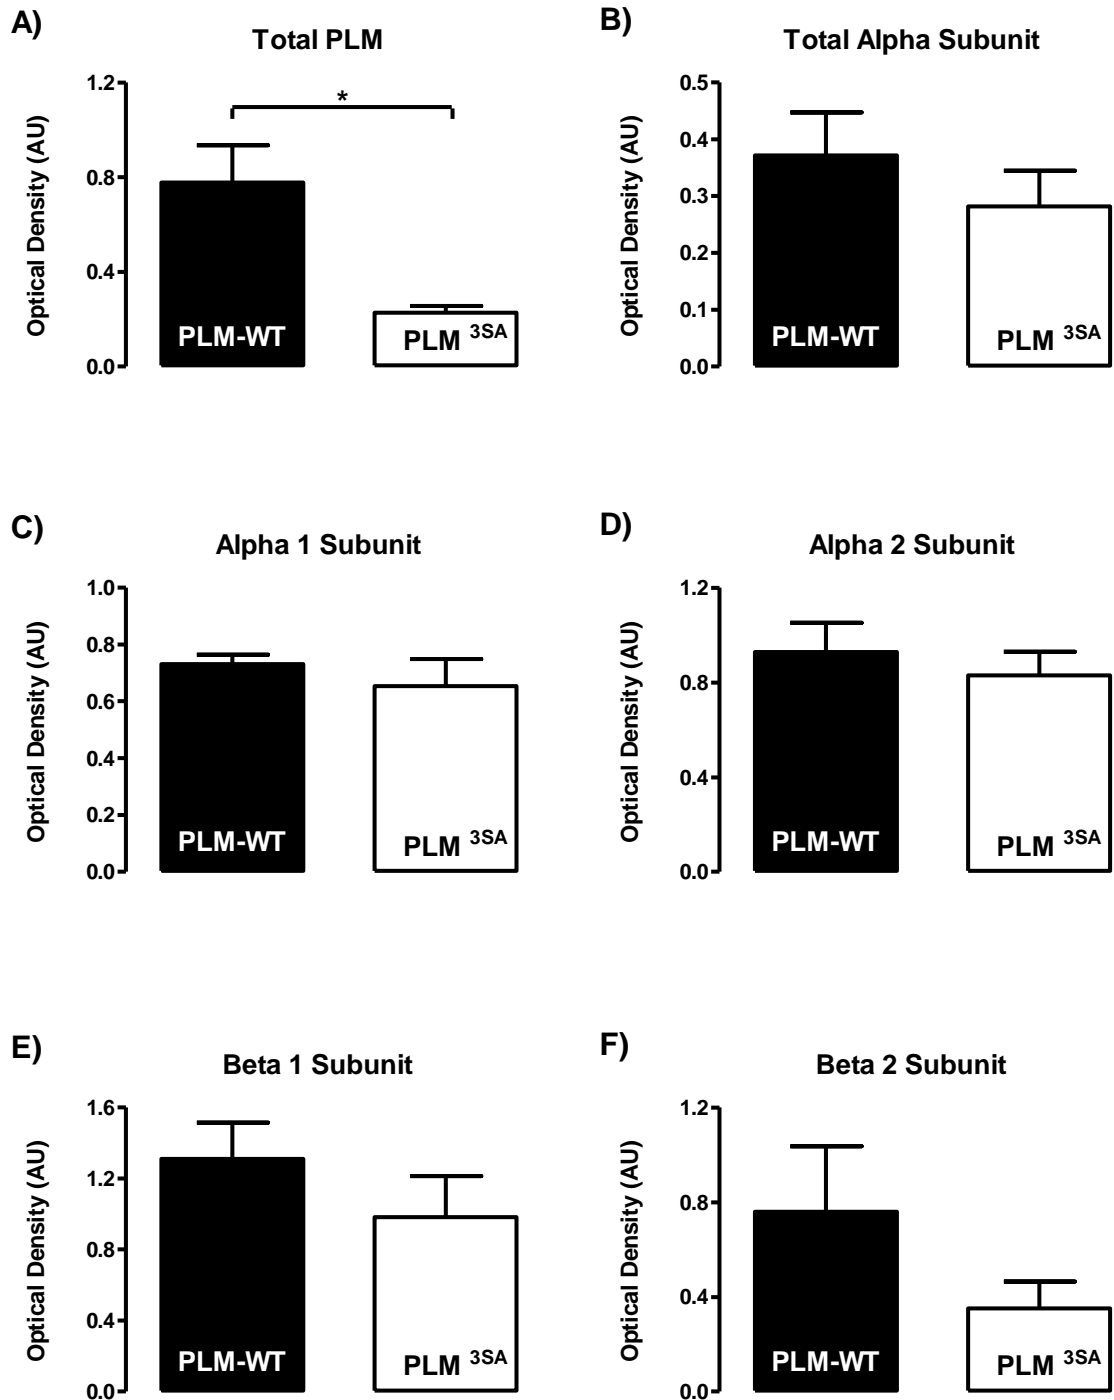 A)
Total PLM
Optical Density (AU)
1.2
0.8
0.4
0.0
*
PLM-WT
PLM 3SA
B)
Total Alpha Subunit
Optical Density (AU)
0.5
0.4
0.3
0.2
0.1
0.0
PLM-WT
PLM 3SA
C)
Alpha 1 Subunit
Optical Density (AU)
1.0
0.8
0.6
0.4
0.2
0.0
PLM-WT
PLM 3SA
D)
Alpha 2 Subunit
Optical Density (AU)
1.2
0.8
0.4
0.0
PLM-WT
PLM 3SA
E)
Beta 1 Subunit
Optical Density (AU)
1.6
1.2
0.8
0.4
0.0
PLM-WT
PLM 3SA
F)
Beta 2 Subunit
Optical Density (AU)
1.2
0.8
0.4
0.0
PLM-WT
PLM 3SA